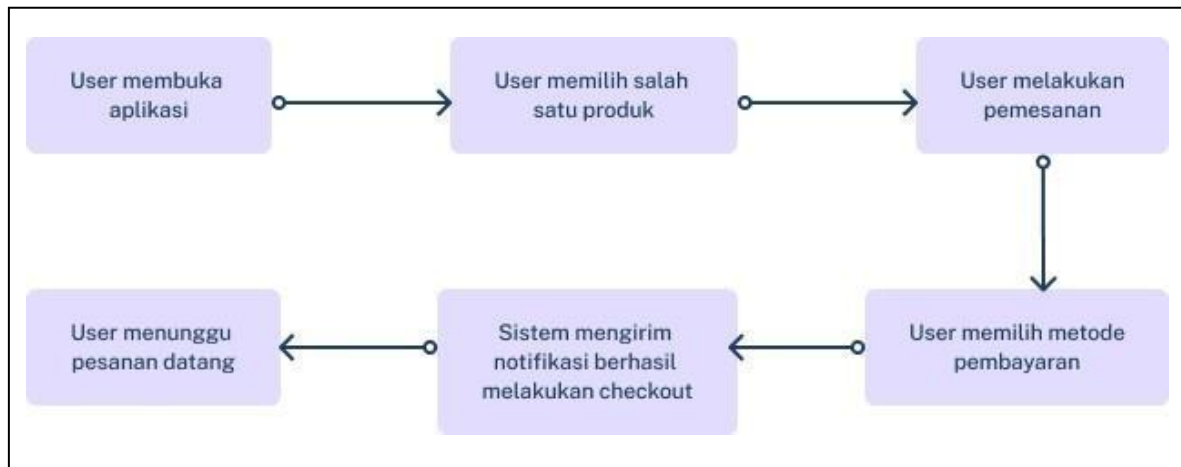 User membuka
aplikasi
User memilih salah
satu produk
User melakukan
pemesanan
User memilih metode
pembayaran
Sistem mengirim
notifikasi berhasil
melakukan checkout
User menunggu
pesanan datang